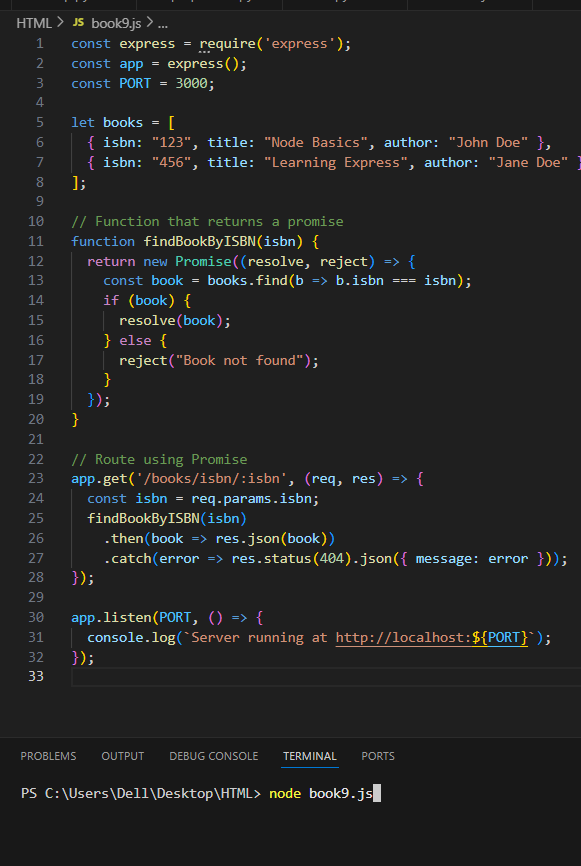 HTML > JS book9.js > ...
1 const express = require('express');
2 const app = express();
3 const PORT = 3000;
4
5 let books = [
6 { isbn: "123", title: "Node Basics", author: "John Doe" },
7 { isbn: "456", title: "Learning Express", author: "Jane Doe" }
8 ];
9
10 // Function that returns a promise
11 function findBookByISBN(isbn) {
12 return new Promise((resolve, reject) => {
13 const book = books.find(b => b.isbn === isbn);
14 if (book) {
15 resolve(book);
16 } else {
17 reject("Book not found");
18 }
19 });
20 }
21
22 // Route using Promise
23 app.get('/books/isbn/:isbn', (req, res) => {
24 const isbn = req.params.isbn;
25 findBookByISBN(isbn)
26 .then(book => res.json(book))
27 .catch(error => res.status(404).json({ message: error }));
28 });
29
30 app.listen(PORT, () => {
31 console.log(`Server running at http://localhost:${PORT}`);
32 });
33
PROBLEMS OUTPUT DEBUG CONSOLE TERMINAL PORTS
PS C:\Users\Dell\Desktop\HTML> node book9.js